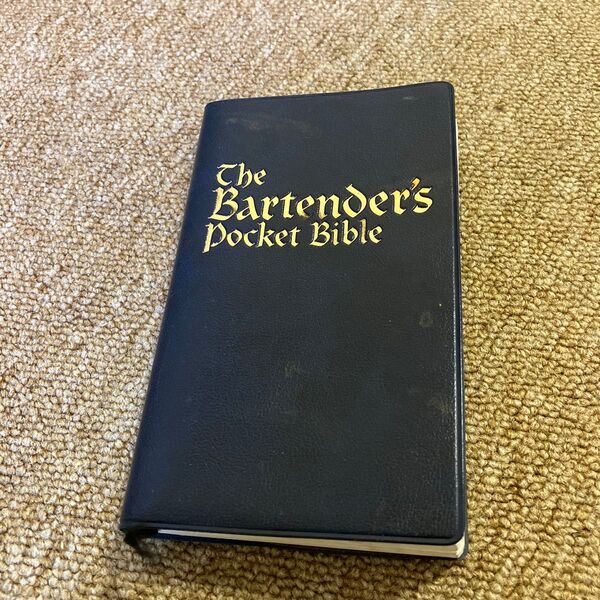 The
Bartender's
Pocket Bible